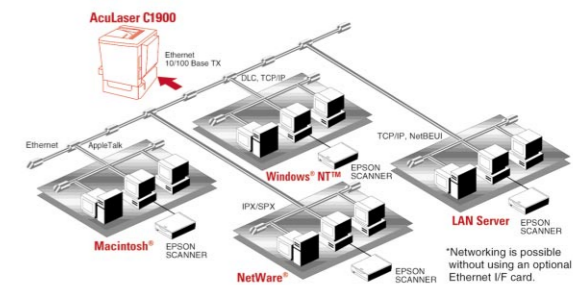 AcuLaser C1900
Ethernet
10/100 Base TX
DLC, TCP/IP
Ethernet
AppleTalk
TCP/IP, NetBEUI
Windows® NT™
EPSON
SCANNER
IPX/SPX
LAN Server
EPSON
SCANNER
Macintosh®
EPSON
SCANNER
NetWare®
EPSON
SCANNER
*Networking is possible
without using an optional
Ethernet I/F card.